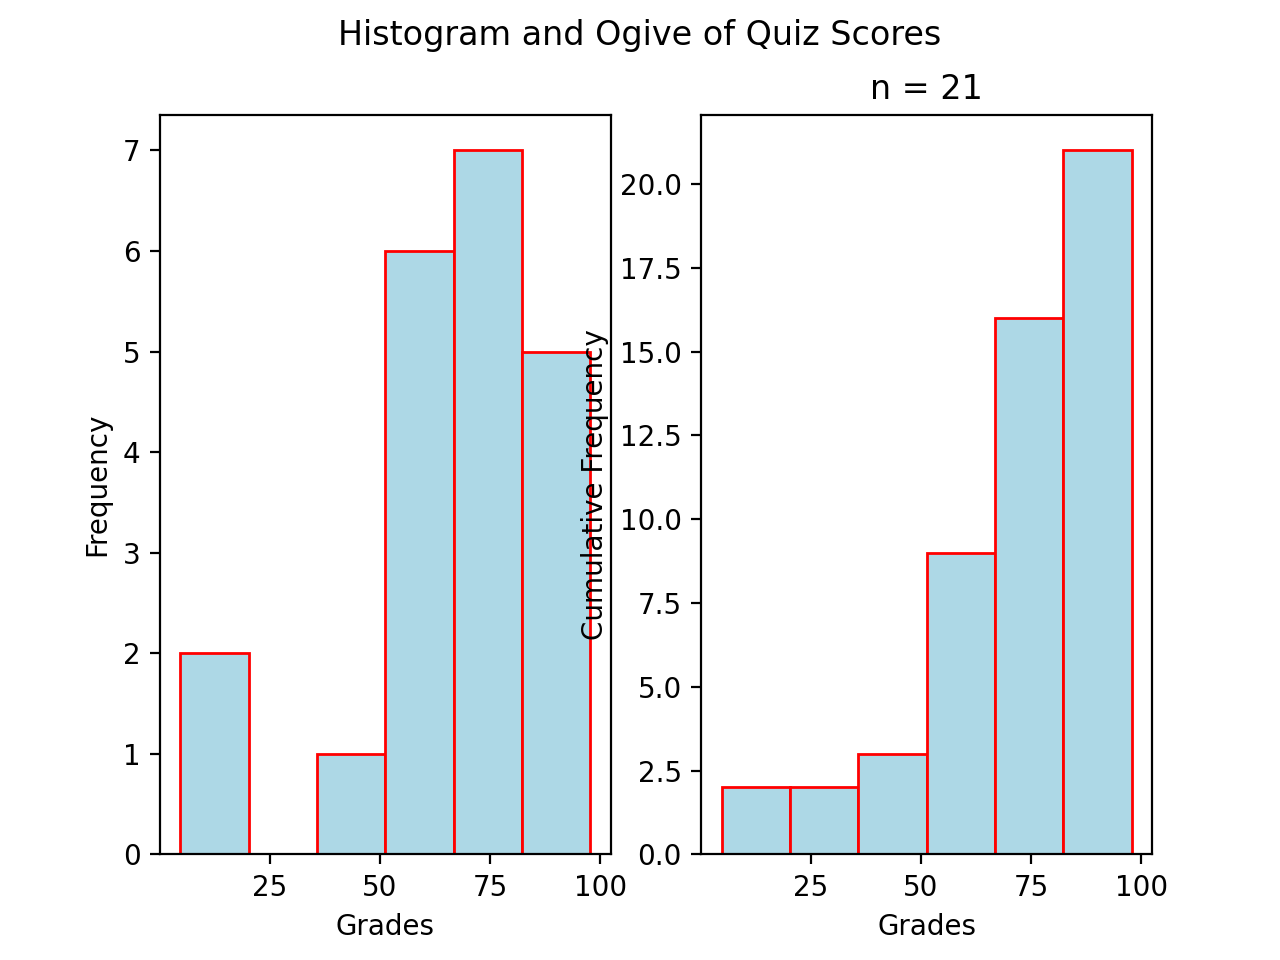 Histogram and Ogive of Quiz Scores
n = 21
7
6
5
4
3
2
1
0
Frequency
25 50 75 100
Grades
20.0
17.5
15.0
12.5
10.0
7.5
5.0
2.5
0.0
Cumulative Frequency
25 50 75 100
Grades